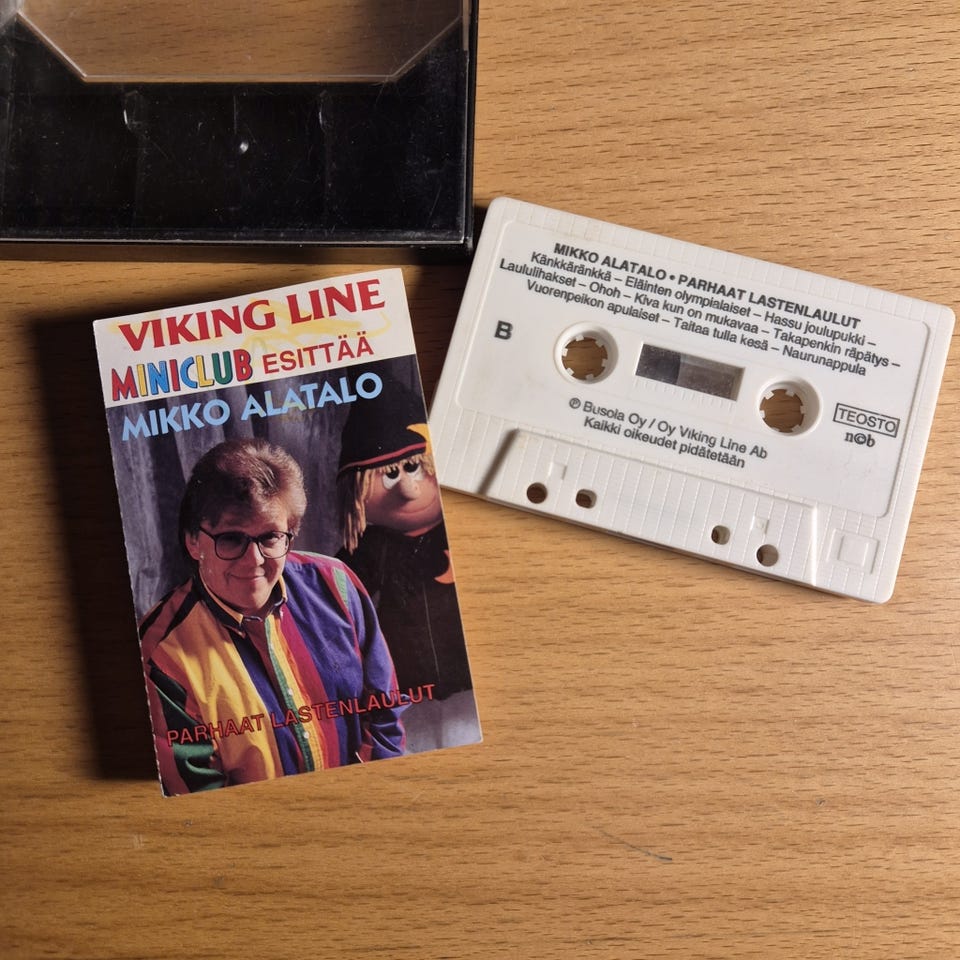 VIKING LINE
MINICLUB ESITTÄÄ
MIKKO ALATALO
PARHAAT LASTENLAULUT
MIKKO ALATALO • PARHAAT LASTENLAULUT
Känkkäränkkä – Eläinten olympialaiset – Hassu joulupukki –
Laululihakset – Ohoh – Kiva kun on mukavaa – Takapenkin räpätys –
Vuorenpeikon apulaiset – Taitaa tulla kesä – Naurunappula
B
℗ Busola Oy / Oy Viking Line Ab
Kaikki oikeudet pidätetään
TEOSTO
n©b